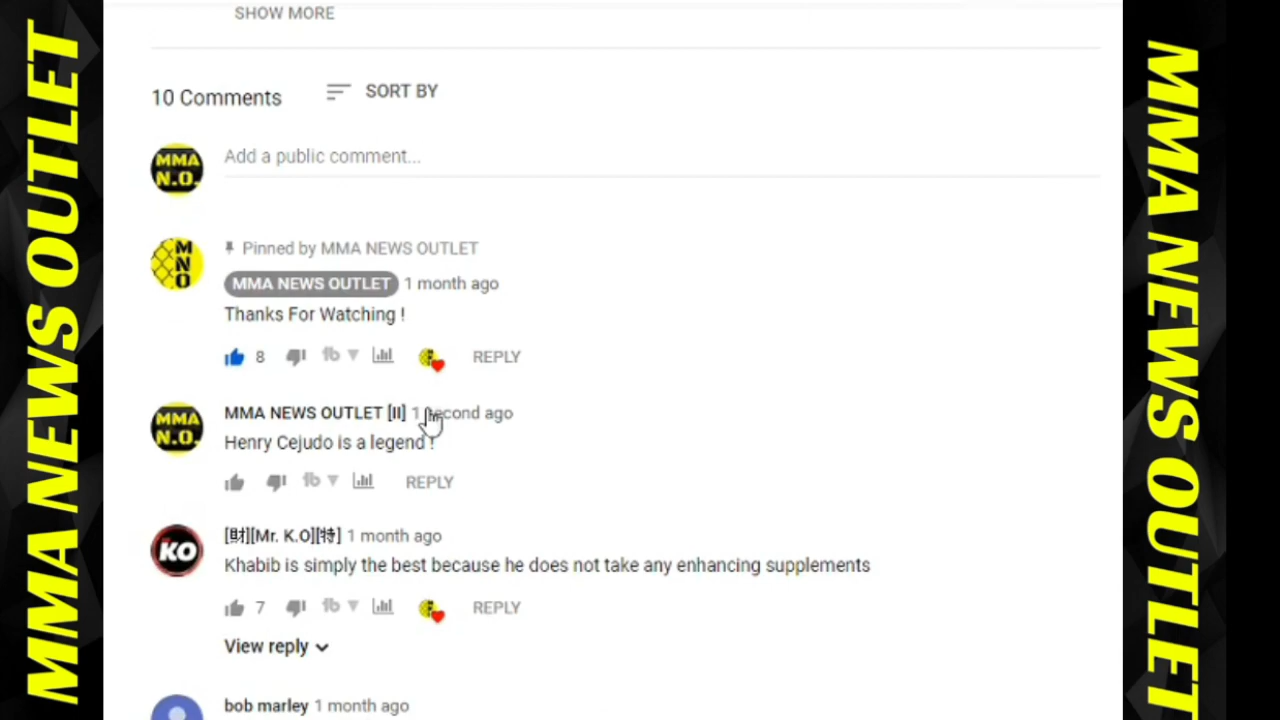 SHOW MORE
10 Comments
SORT BY
MMA N.O.
Add a public comment...
MNO
Pinned by MMA NEWS OUTLET
MMA NEWS OUTLET 1 month ago
Thanks For Watching !
8
REPLY
MMA N.O.
MMA NEWS OUTLET [II] 1 second ago
Henry Cejudo is a legend !
REPLY
KO
[財][Mr. K.O][特] 1 month ago
Khabib is simply the best because he does not take any enhancing supplements
7
REPLY
View reply
bob marley 1 month ago
MMA NEWS OUTLET
MMA NEWS OUTLET